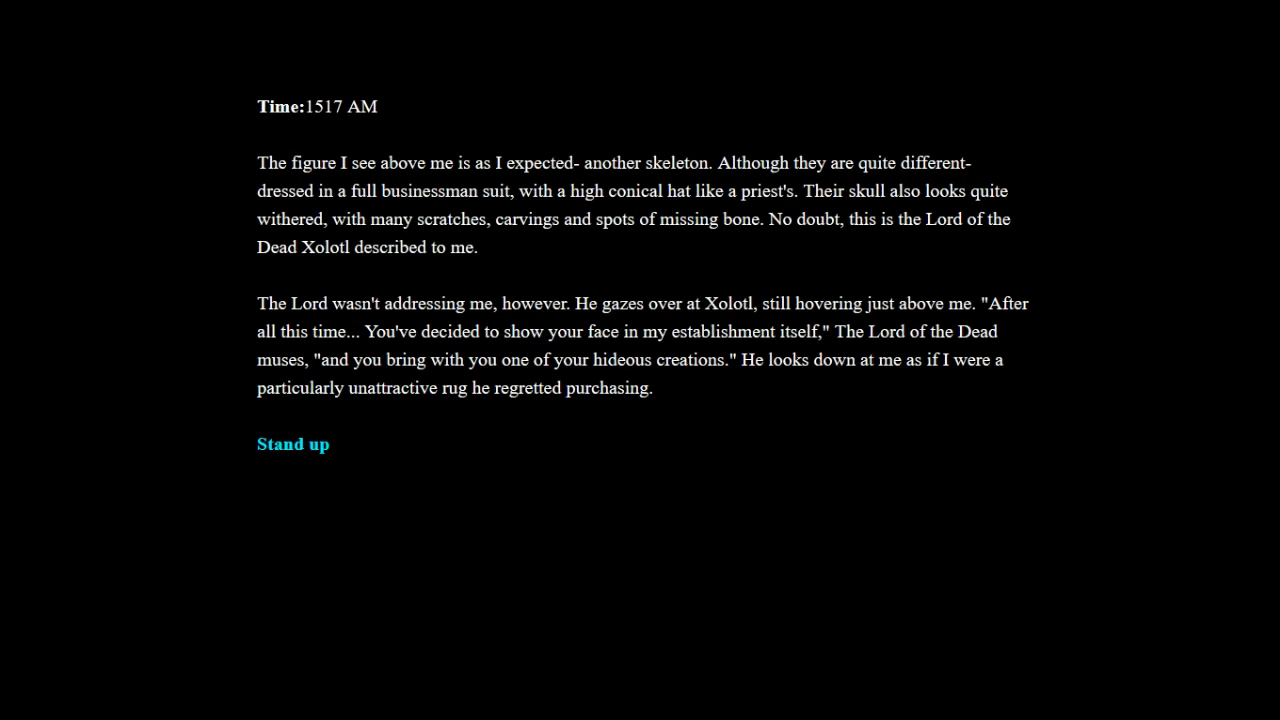 Time:1517 AM
The figure I see above me is as I expected- another skeleton. Although they are quite different-
dressed in a full businessman suit, with a high conical hat like a priest's. Their skull also looks quite
withered, with many scratches, carvings and spots of missing bone. No doubt, this is the Lord of the
Dead Xolotl described to me.
The Lord wasn't addressing me, however. He gazes over at Xolotl, still hovering just above me. "After
all this time... You've decided to show your face in my establishment itself," The Lord of the Dead
muses, "and you bring with you one of your hideous creations." He looks down at me as if I were a
particularly unattractive rug he regretted purchasing.
Stand up